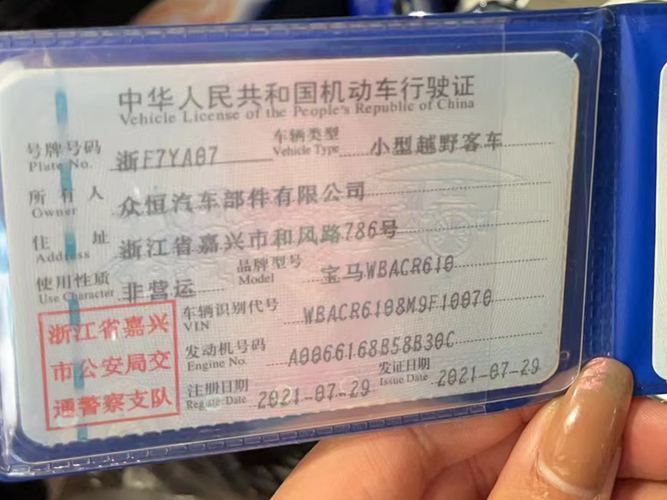 中华人民共和国机动车行驶证
Vehicle License of the People's Republic of China
号牌号码 浙F7YA07 车辆类型 小型越野客车
Plate No. Vehicle Type
所有人 众恒汽车部件有限公司
Owner
住址 浙江省嘉兴市和风路786号
Address
使用性质 非营运 品牌型号 宝马WBACR610
Use Character Model
浙江省嘉兴
市公安局交
通警察支队
车辆识别代号 WBACR6108M9F10070
VIN
发动机号码 A0066168B58B30C
Engine No.
注册日期 2021-07-29 发证日期 2021-07-29
Register Date Issue Date